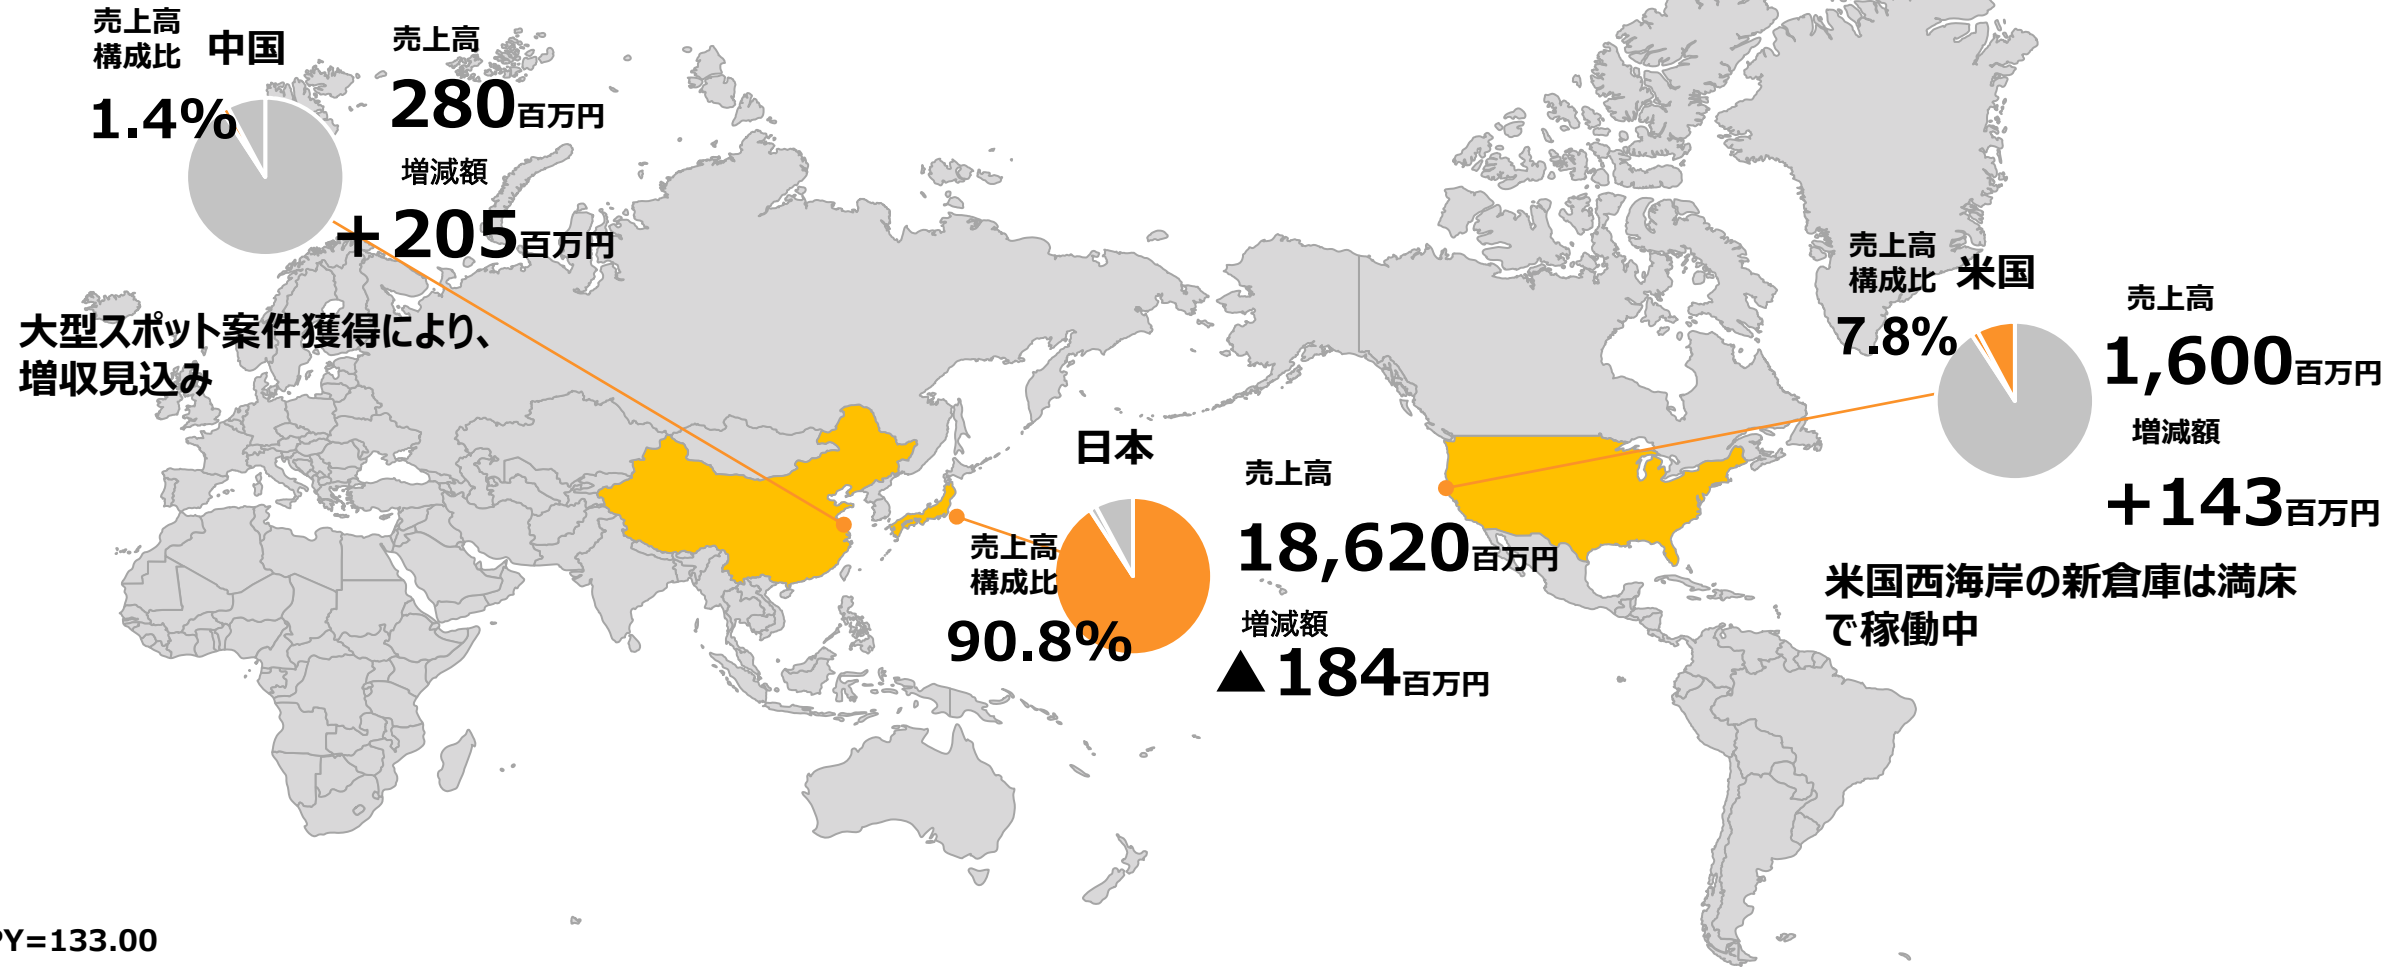 売上高
構成比
中国
1.4%
売上高
280百万円
増減額
+205百万円
大型スポット案件獲得により、
増収見込み
日本
売上高
構成比
90.8%
売上高
18,620百万円
増減額
▲184百万円
売上高
構成比
米国
7.8%
売上高
1,600百万円
増減額
+143百万円
米国西海岸の新倉庫は満床
で稼働中
PY=133.00